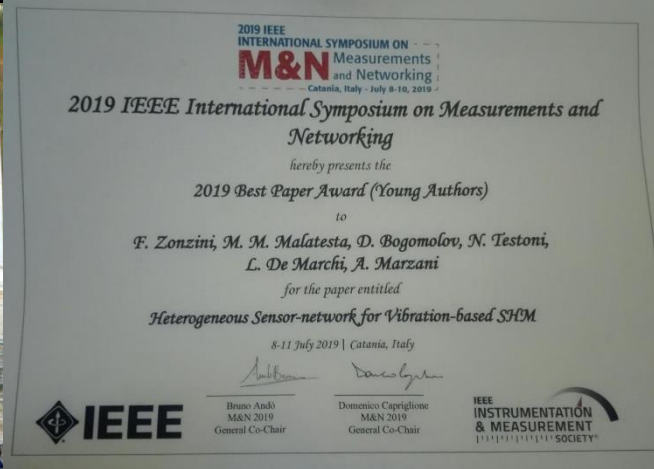 2019 IEEE
INTERNATIONAL SYMPOSIUM ON
M&N Measurements
and Networking
Catania, Italy - July 8-10, 2019
2019 IEEE International Symposium on Measurements and
Networking
hereby presents the
2019 Best Paper Award (Young Authors)
to
F. Zonzini, M. M. Malatesta, D. Bogomolov, N. Testoni,
L. De Marchi, A. Marzani
for the paper entitled
Heterogeneous Sensor-network for Vibration-based SHM
8-11 July 2019 | Catania, Italy
Bruno Andò
M&N 2019
General Co-Chair
Domenico Capriglione
M&N 2019
General Co-Chair
IEEE
IEEE
INSTRUMENTATION
& MEASUREMENT
SOCIETY®